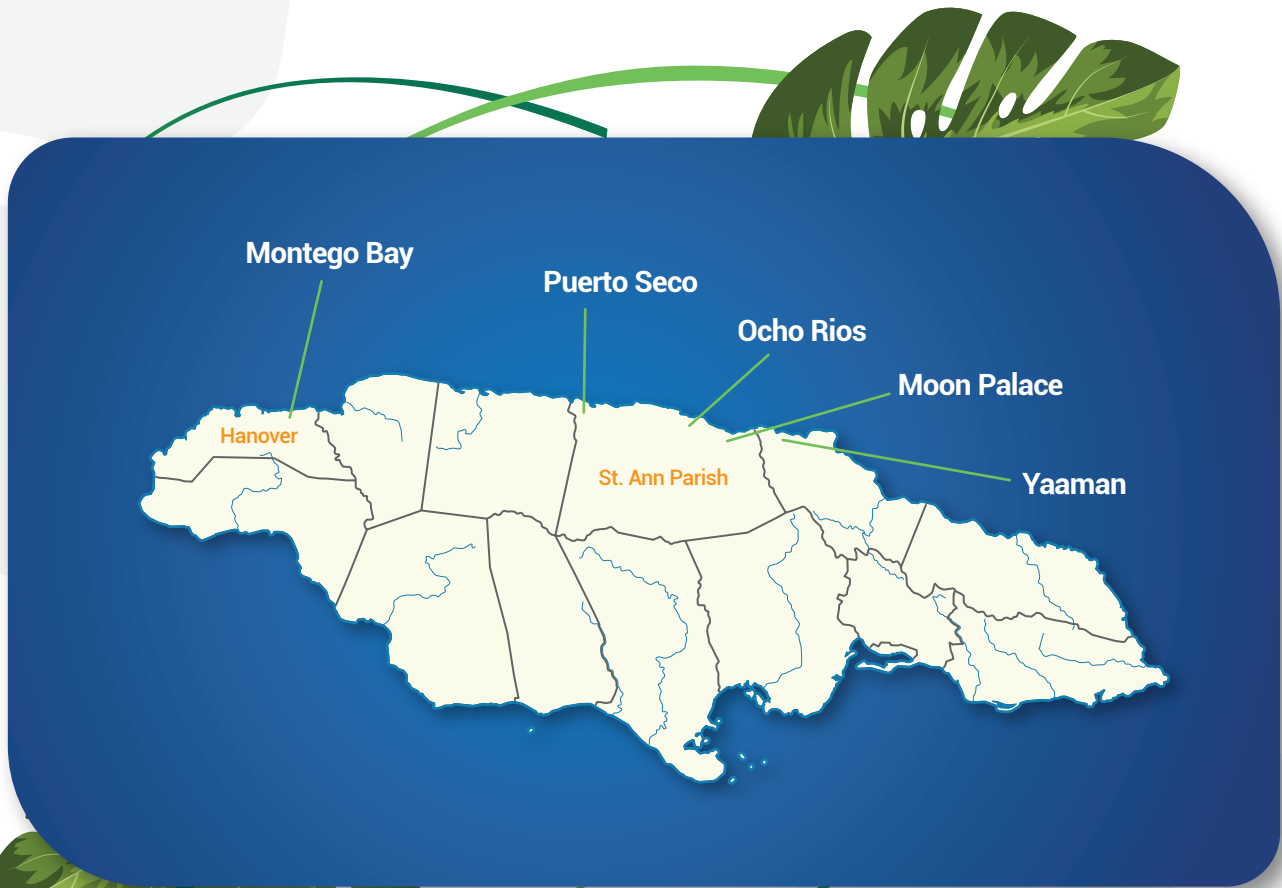 Montego Bay
Puerto Seco
Ocho Rios
Moon Palace
Hanover
St. Ann Parish
Yaaman